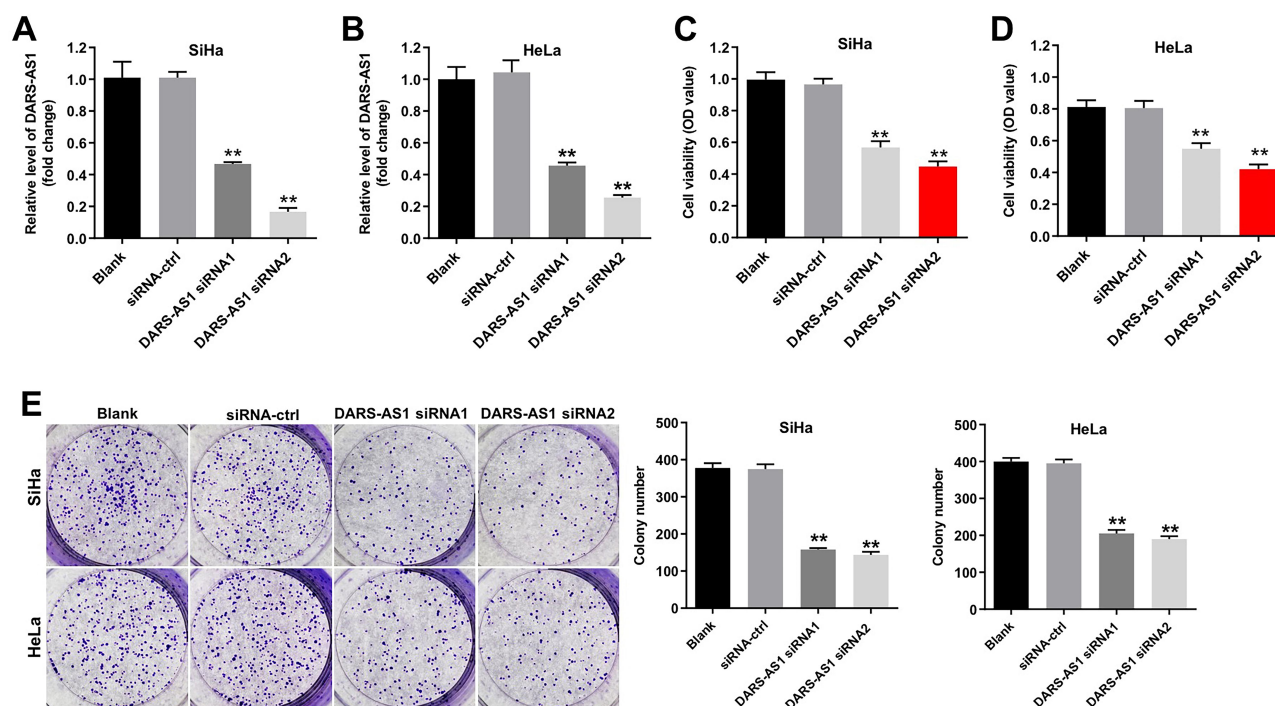 A
SiHa
Relative level of DARS-AS1
(fold change)
1.2
1.0
0.8
0.6
0.4
0.2
0.0
**
**
Blank
siRNA-ctrl
DARS-AS1 siRNA1
DARS-AS1 siRNA2
B
HeLa
Relative level of DARS-AS1
(fold change)
1.2
1.0
0.8
0.6
0.4
0.2
0.0
**
**
Blank
siRNA-ctrl
DARS-AS1 siRNA1
DARS-AS1 siRNA2
C
SiHa
Cell viability (OD value)
1.2
1.0
0.8
0.6
0.4
0.2
0.0
**
**
Blank
siRNA-ctrl
DARS-AS1 siRNA1
DARS-AS1 siRNA2
D
HeLa
Cell viability (OD value)
1.2
1.0
0.8
0.6
0.4
0.2
0.0
**
**
Blank
siRNA-ctrl
DARS-AS1 siRNA1
DARS-AS1 siRNA2
E
Blank
siRNA-ctrl
DARS-AS1 siRNA1
DARS-AS1 siRNA2
SiHa
HeLa
SiHa
Colony number
500
400
300
200
100
0
**
**
Blank
siRNA-ctrl
DARS-AS1 siRNA1
DARS-AS1 siRNA2
HeLa
Colony number
500
400
300
200
100
0
**
**
Blank
siRNA-ctrl
DARS-AS1 siRNA1
DARS-AS1 siRNA2